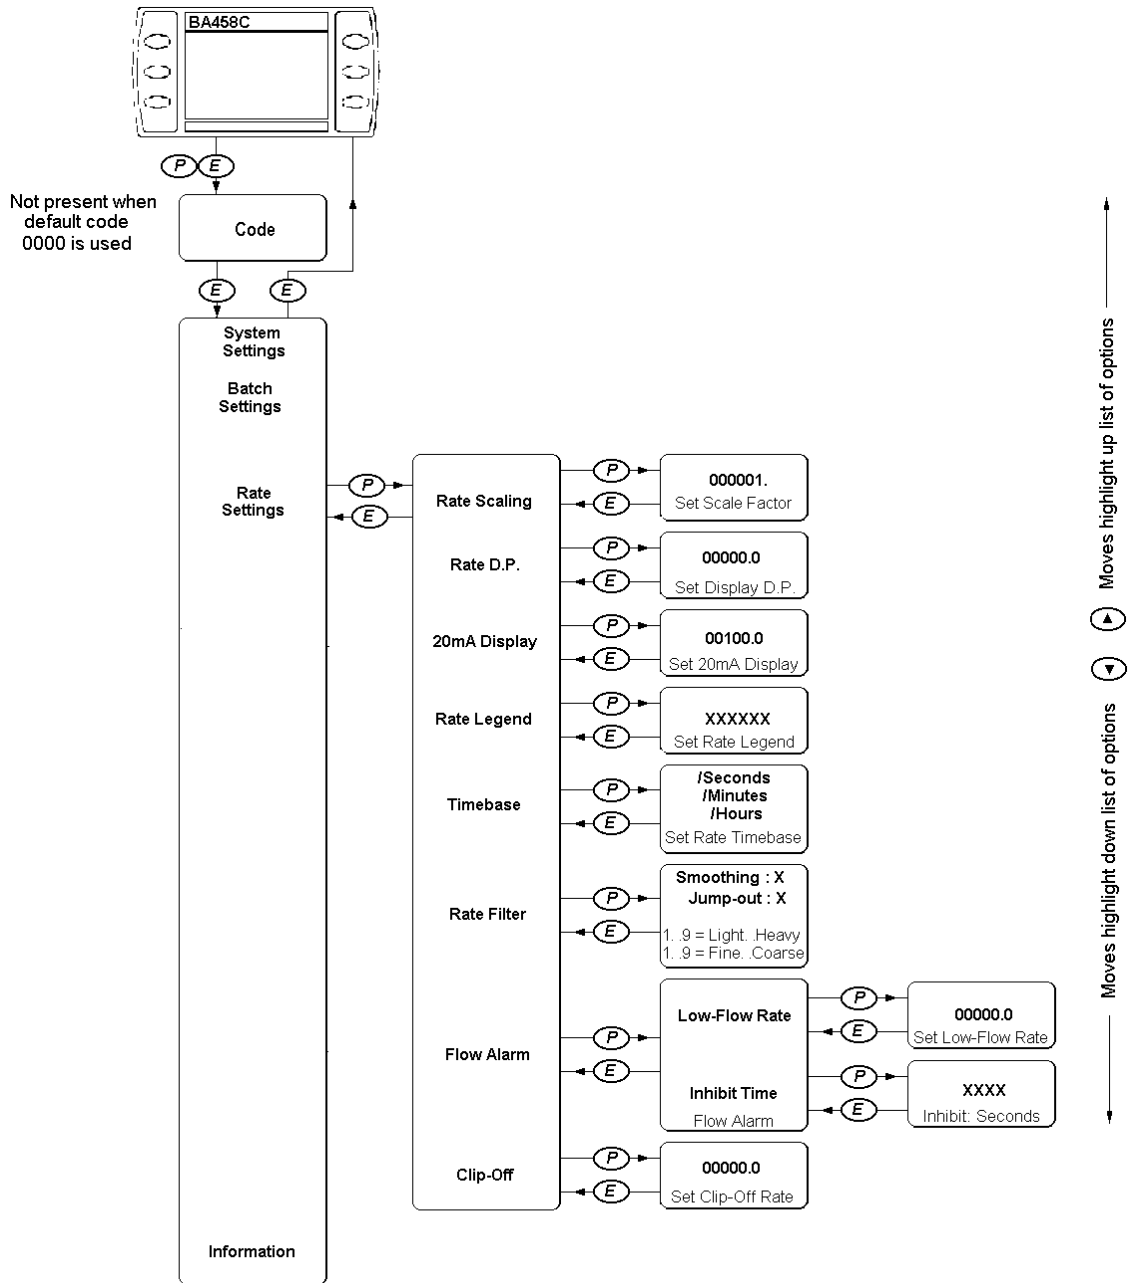 BA458C
P E
Not present when
default code
0000 is used
Code
E E
System
Settings
Batch
Settings
Rate
Settings
P
E
Rate Scaling
P
E
000001.
Set Scale Factor
Rate D.P.
P
E
00000.0
Set Display D.P.
20mA Display
P
E
00100.0
Set 20mA Display
Rate Legend
P
E
XXXXXX
Set Rate Legend
Timebase
P
E
/Seconds
/Minutes
/Hours
Set Rate Timebase
Rate Filter
P
E
Smoothing : X
Jump-out : X
1. .9 = Light. .Heavy
1. .9 = Fine. .Coarse
Flow Alarm
P
E
Low-Flow Rate
P
E
00000.0
Set Low-Flow Rate
Inhibit Time
Flow Alarm
P
E
XXXX
Inhibit: Seconds
Clip-Off
P
E
00000.0
Set Clip-Off Rate
Information
Moves highlight up list of options
Moves highlight down list of options